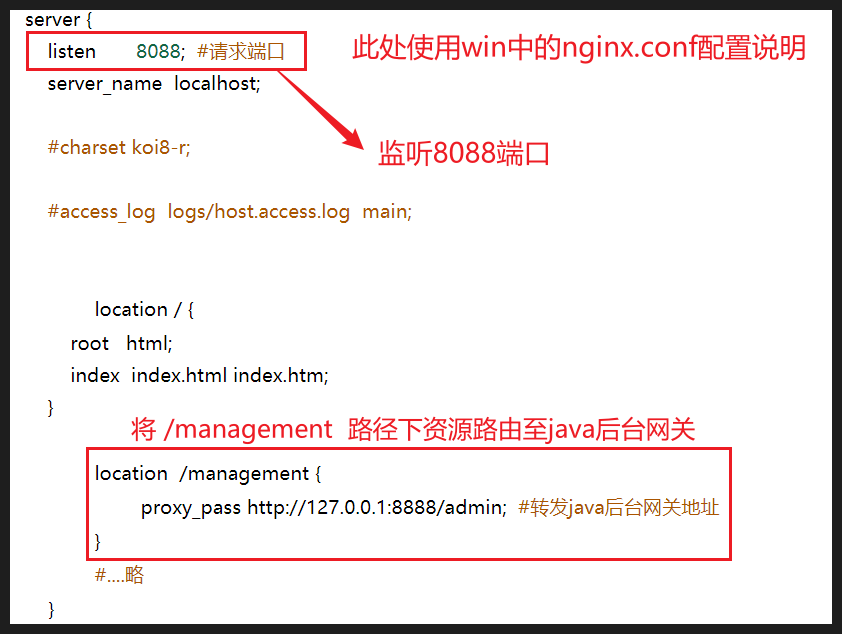 server {
listen 8088; #请求端口
此处使用win中的nginx.conf配置说明
server_name localhost;
#charset koi8-r;
监听8088端口
#access_log logs/host.access.log main;
location / {
root html;
index index.html index.htm;
}
将 /management 路径下资源路由至java后台网关
location /management {
proxy_pass http://127.0.0.1:8888/admin; #转发java后台网关地址
}
#....略
}